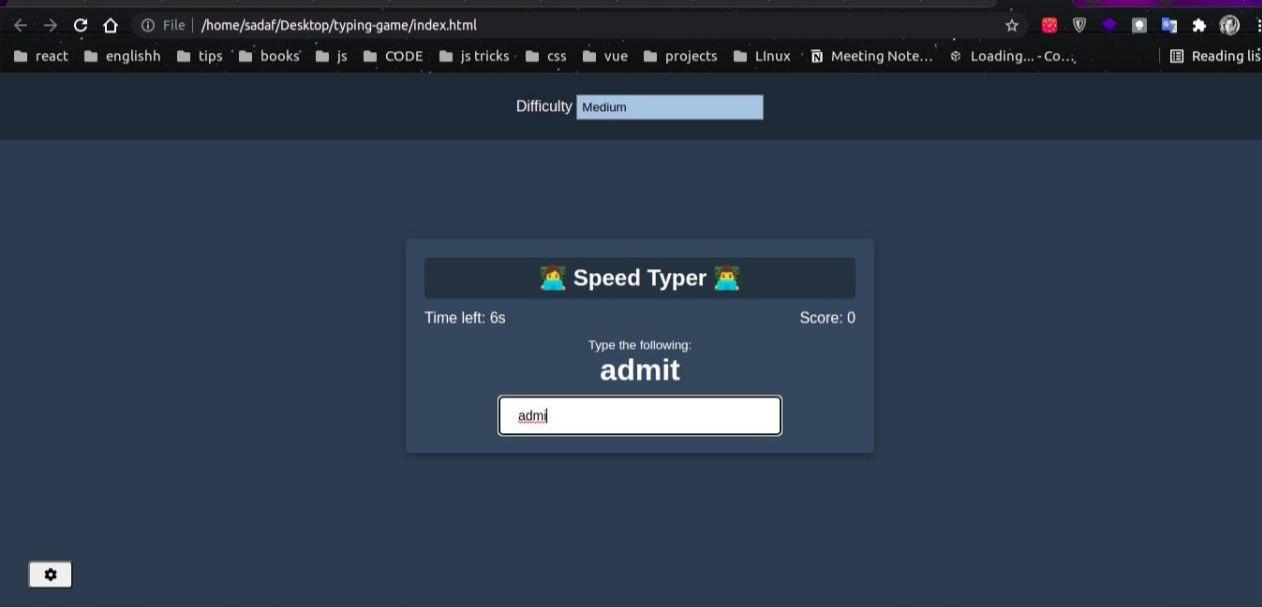 File | /home/sadaf/Desktop/typing-game/index.html
react englishh tips books js CODE js tricks css vue projects LInux Meeting Note... Loading... - Co... Reading lis
Difficulty Medium
Speed Typer
Time left: 6s Score: 0
Type the following:
admit
admi